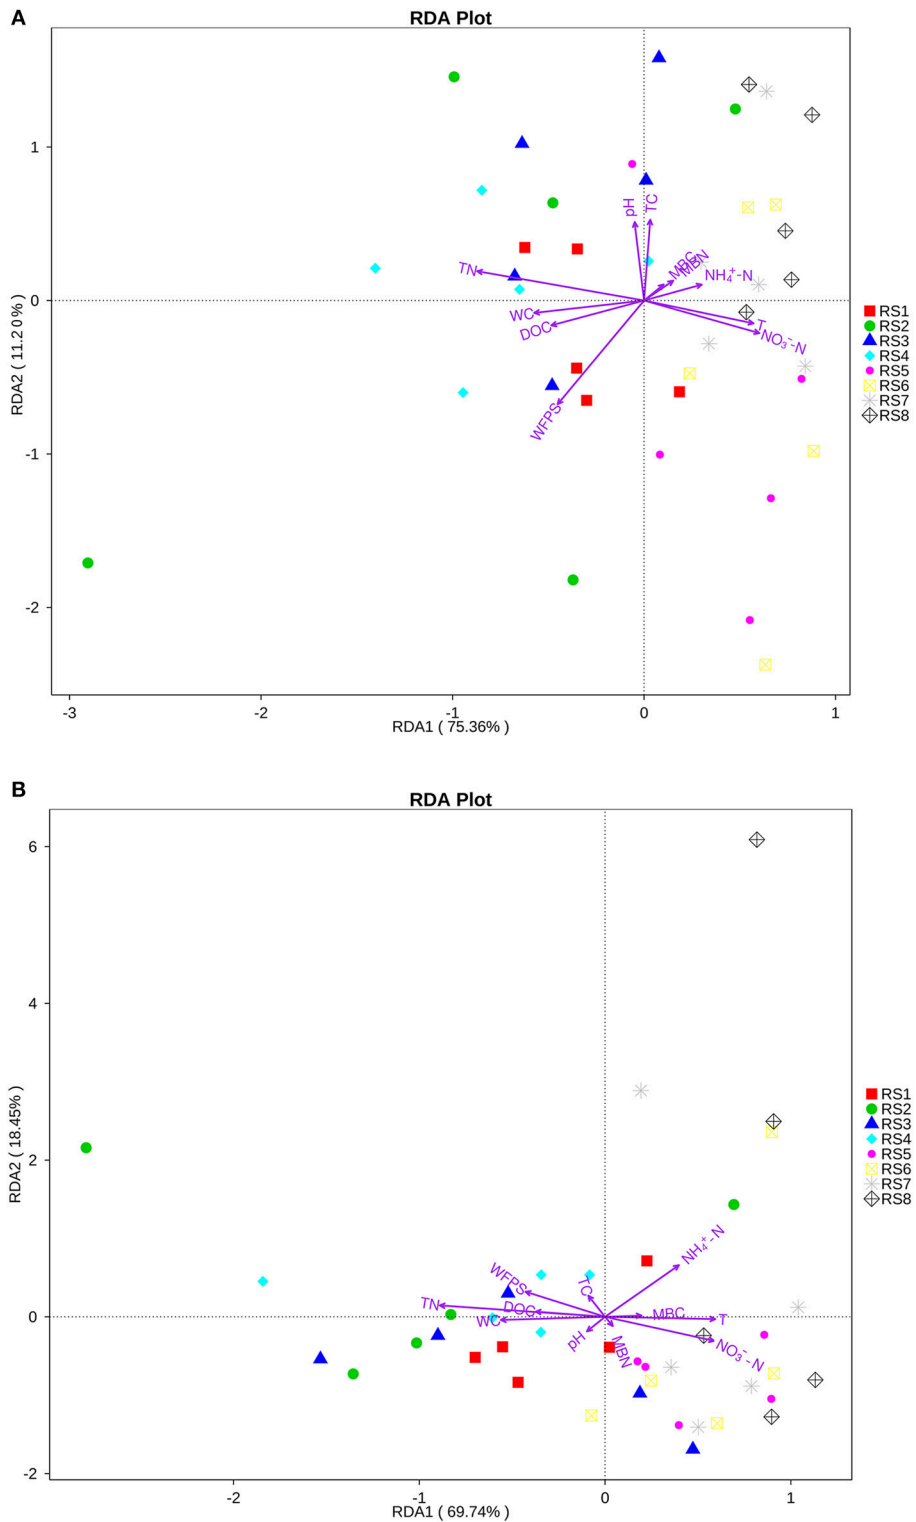 A
RDA Plot
1
0
-1
-2
RDA2 ( 11.20% )
pH
TC
MBC
MBN
NH₄⁺-N
TN
WC
DOC
WFPS
T
NO₃⁻-N
RS1
RS2
RS3
RS4
RS5
RS6
RS7
RS8
-3 -2 -1 0 1
RDA1 ( 75.36% )
B
RDA Plot
6
4
2
0
-2
RDA2 ( 18.45% )
NH₄⁺-N
WFPS
TC
TN
DOC
WC
MBC
T
pH
MBN
NO₃⁻-N
RS1
RS2
RS3
RS4
RS5
RS6
RS7
RS8
-2 -1 0 1
RDA1 ( 69.74% )